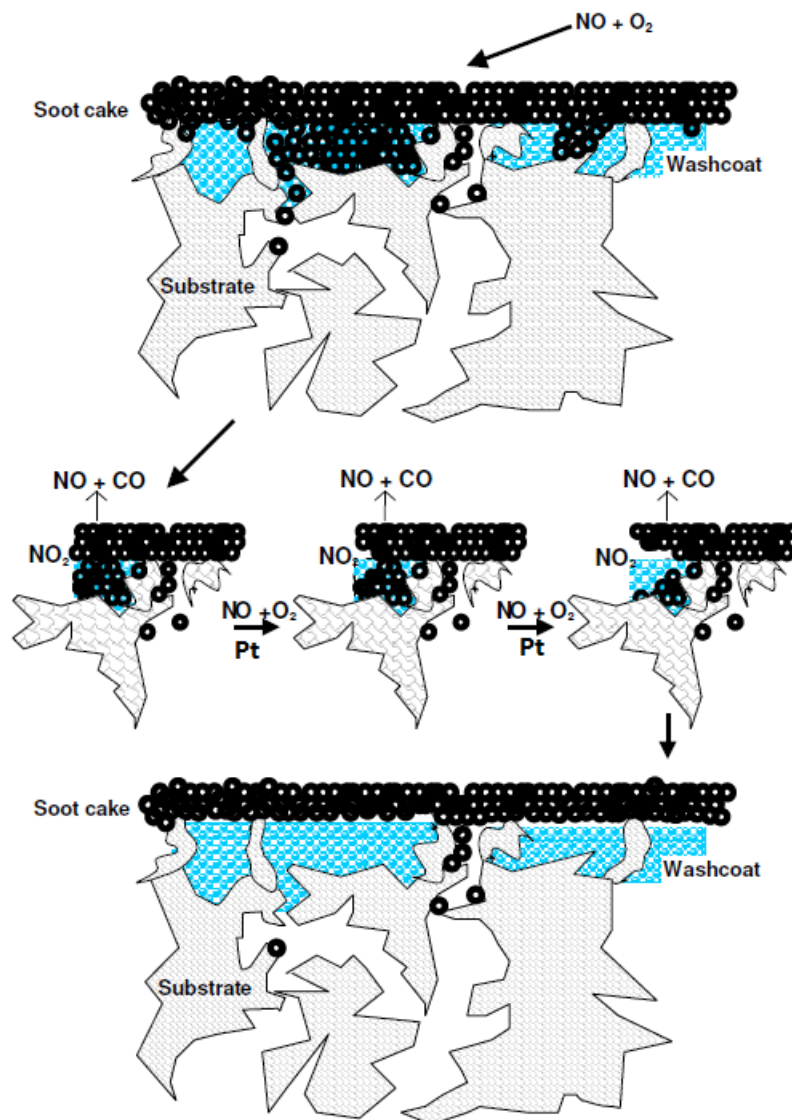 NO + O₂
Soot cake
Washcoat
Substrate
NO + CO
NO + CO
NO + CO
NO₂
NO₂
NO₂
NO + O₂
Pt
NO + O₂
Pt
Soot cake
Washcoat
Substrate